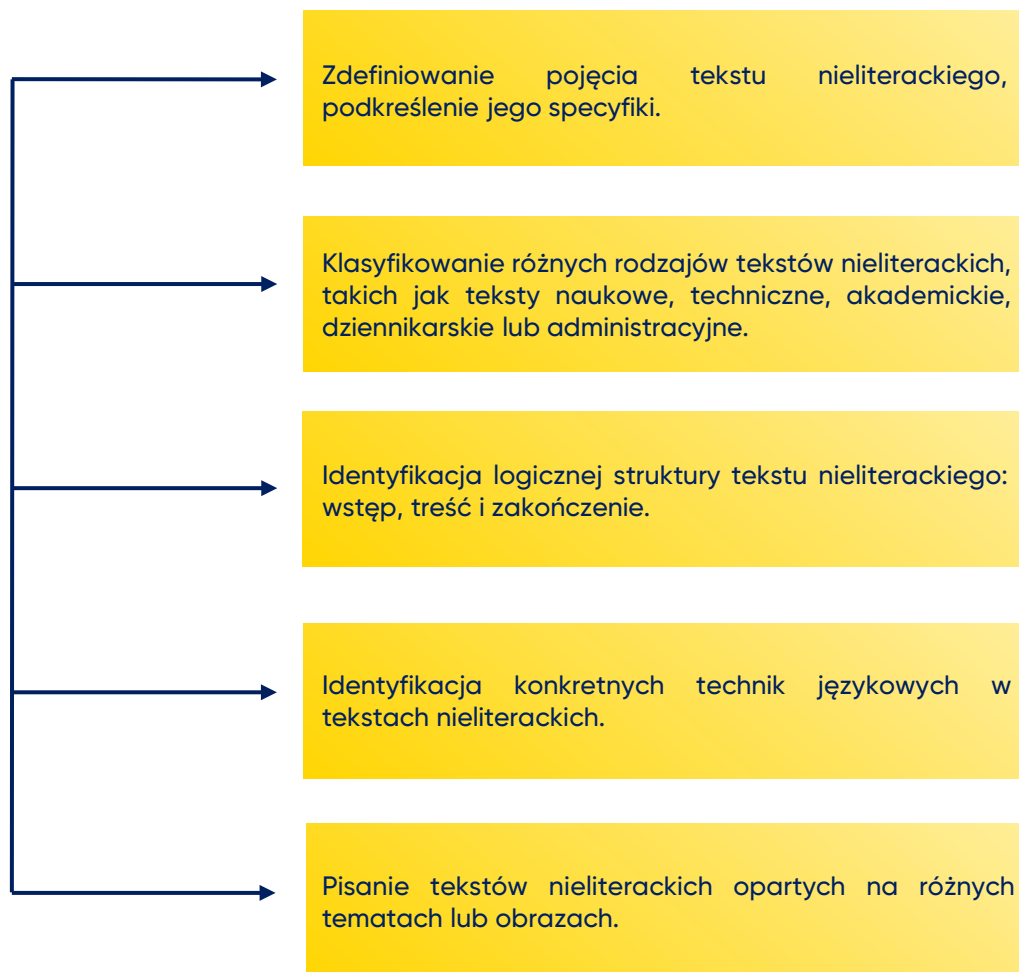 Zdefiniowanie pojęcia tekstu nieliterackiego,
podkreślenie jego specyfiki.
Klasyfikowanie różnych rodzajów tekstów nieliterackich,
takich jak teksty naukowe, techniczne, akademickie,
dziennikarskie lub administracyjne.
Identyfikacja logicznej struktury tekstu nieliterackiego:
wstęp, treść i zakończenie.
Identyfikacja konkretnych technik językowych w
tekstach nieliterackich.
Pisanie tekstów nieliterackich opartych na różnych
tematach lub obrazach.